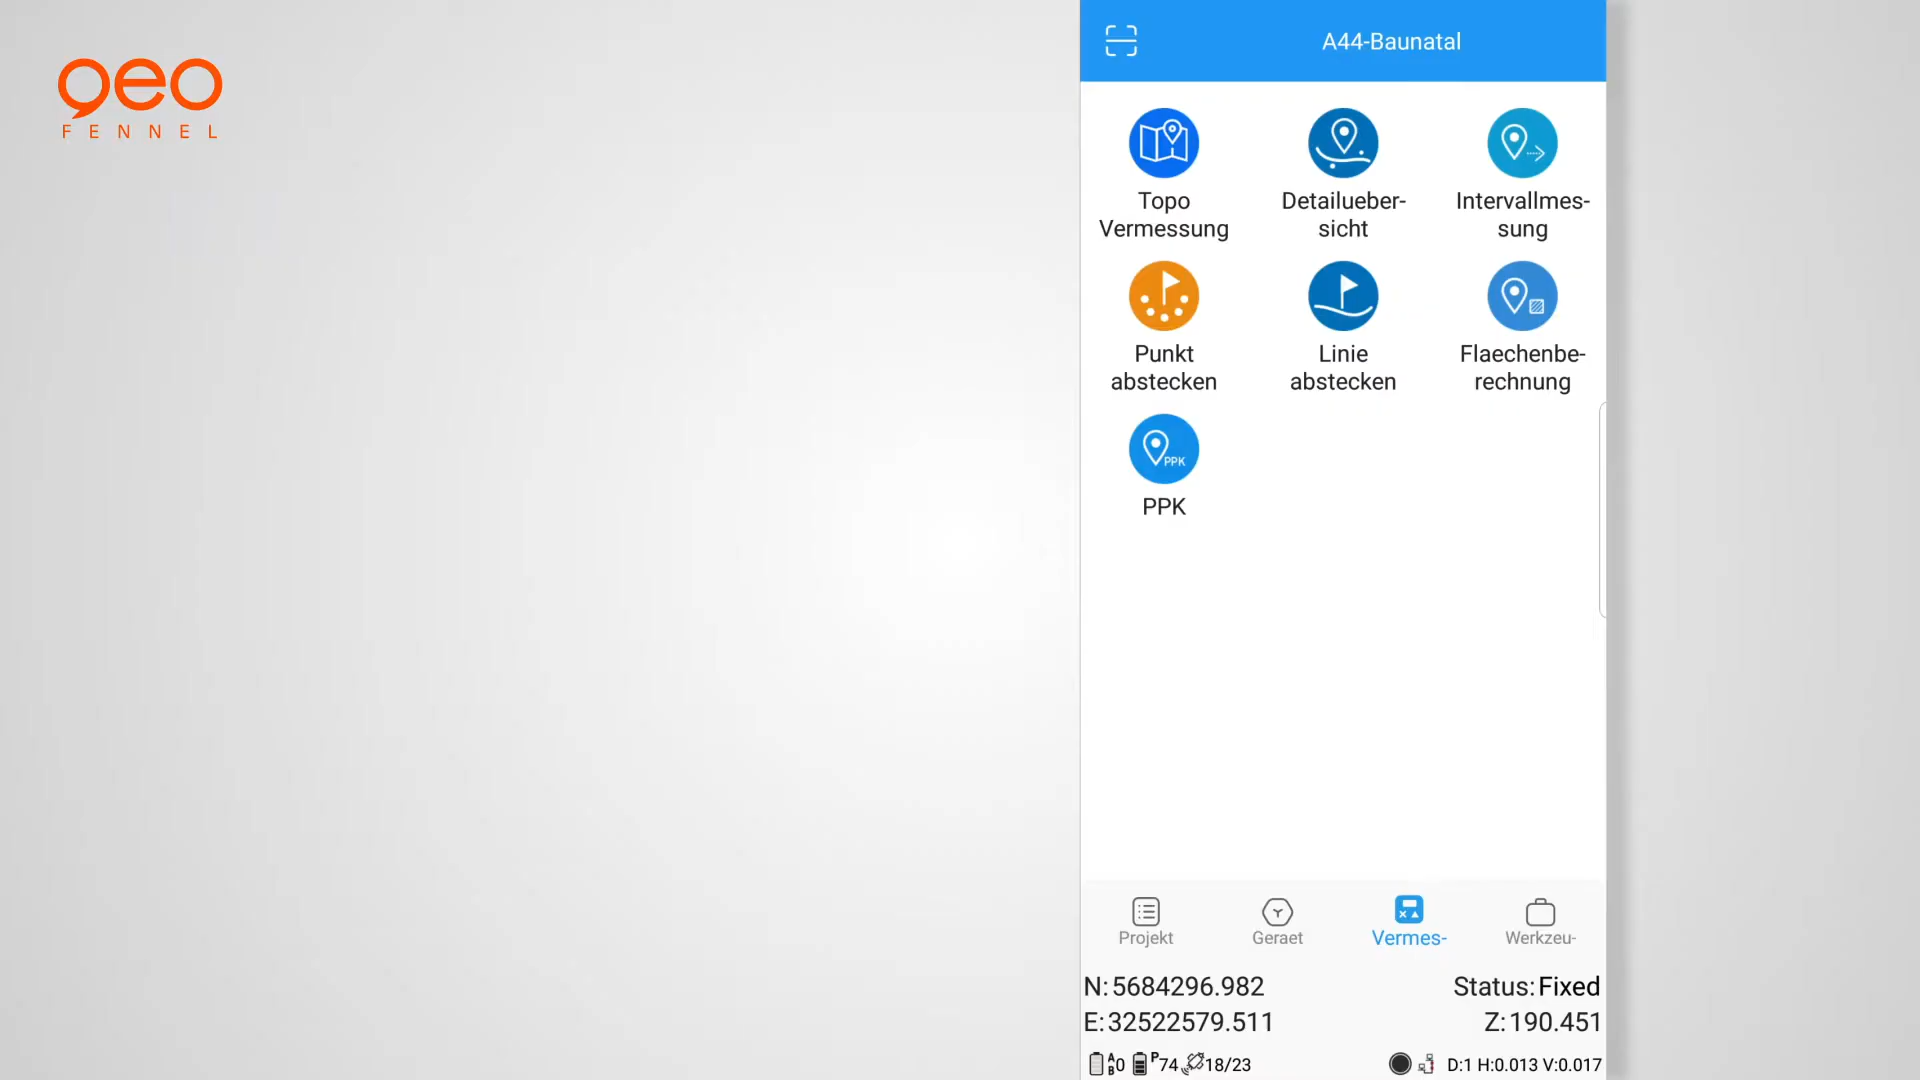 geo
FENNEL
A44-Baunatal
Topo
Vermessung
Detailueber-
sicht
Intervallmes-
sung
Punkt
abstecken
Linie
abstecken
Flaechenbe-
rechnung
PPK
PPK
Projekt
Geraet
Vermes-
Werkzeu-
N:5684296.982
Status:Fixed
E:32522579.511
Z:190.451
A
B
0
P
74
18/23
D:1 H:0.013 V:0.017